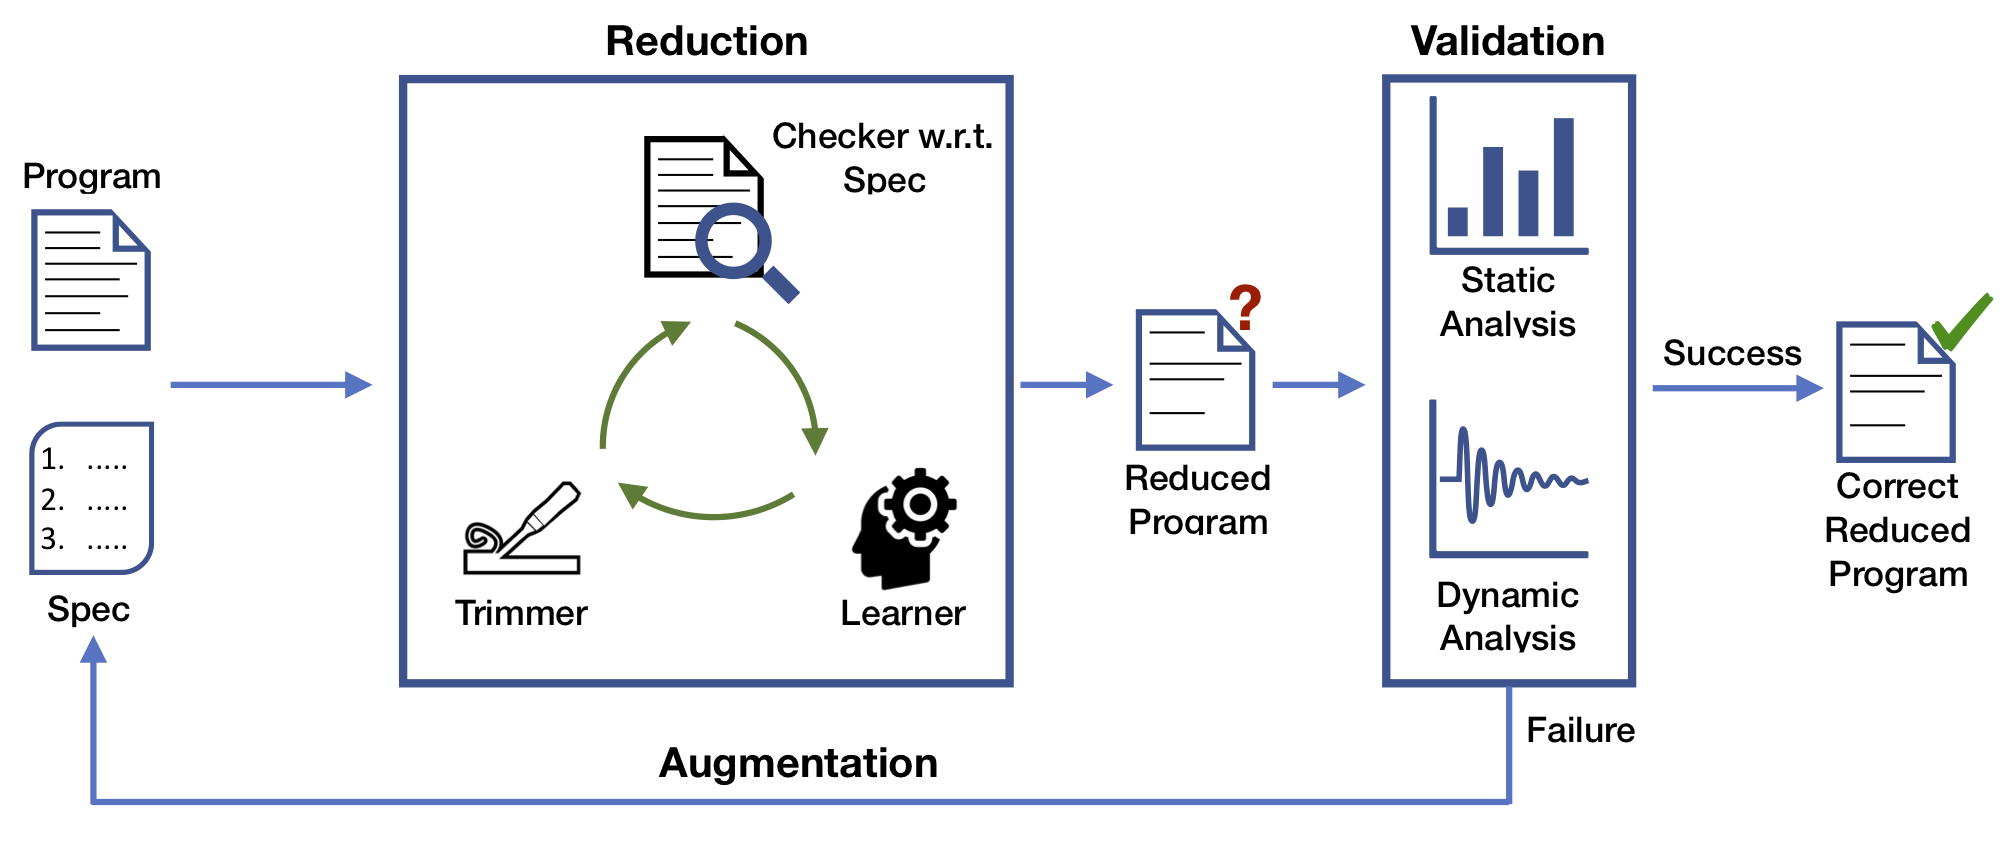 Reduction
Validation
Program
Checker w.r.t.
Spec
1. .....
2. .....
3. .....
Spec
Trimmer
Learner
?
Reduced
Program
Static
Analysis
Dynamic
Analysis
Success
Correct
Reduced
Program
Failure
Augmentation